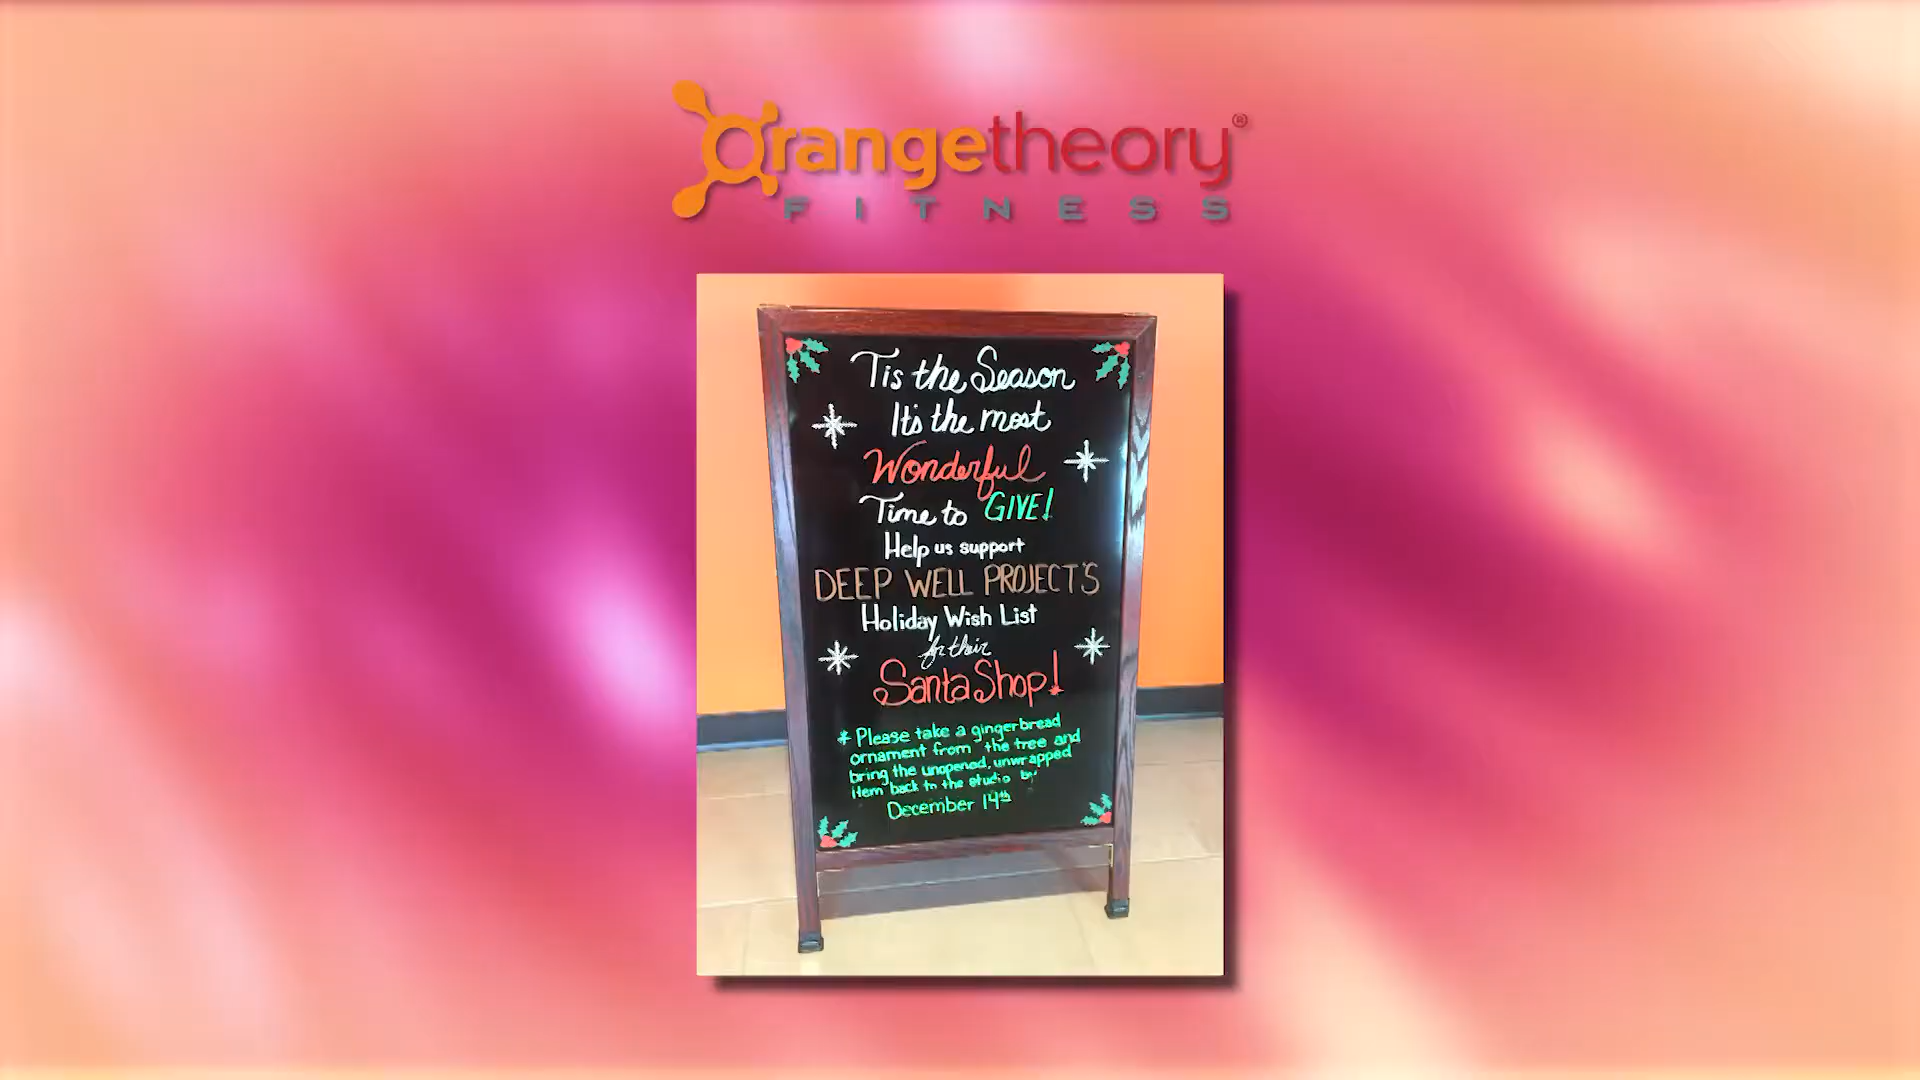 Orangetheory®
FITNESS
Tis the Season
It's the most
Wonderful
Time to GIVE!
Help us support
DEEP WELL PROJECT'S
Holiday Wish List
for their
Santa Shop!
* Please take a gingerbread
ornament from the tree and
bring the unopened, unwrapped
item back to the studio by
December 14th